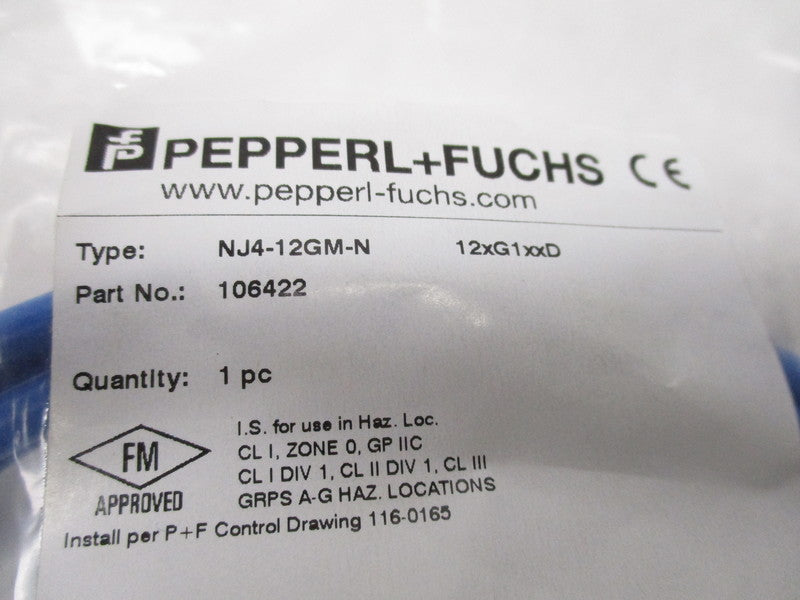 PEPPERL+FUCHS CE
www.pepperl-fuchs.com
Type: NJ4-12GM-N 12xG1xxD
Part No.: 106422
Quantity: 1 pc
FM
APPROVED
I.S. for use in Haz. Loc.
CL I, ZONE 0, GP IIC
CL I DIV 1, CL II DIV 1, CL III
GRPS A-G HAZ. LOCATIONS
Install per P+F Control Drawing 116-0165